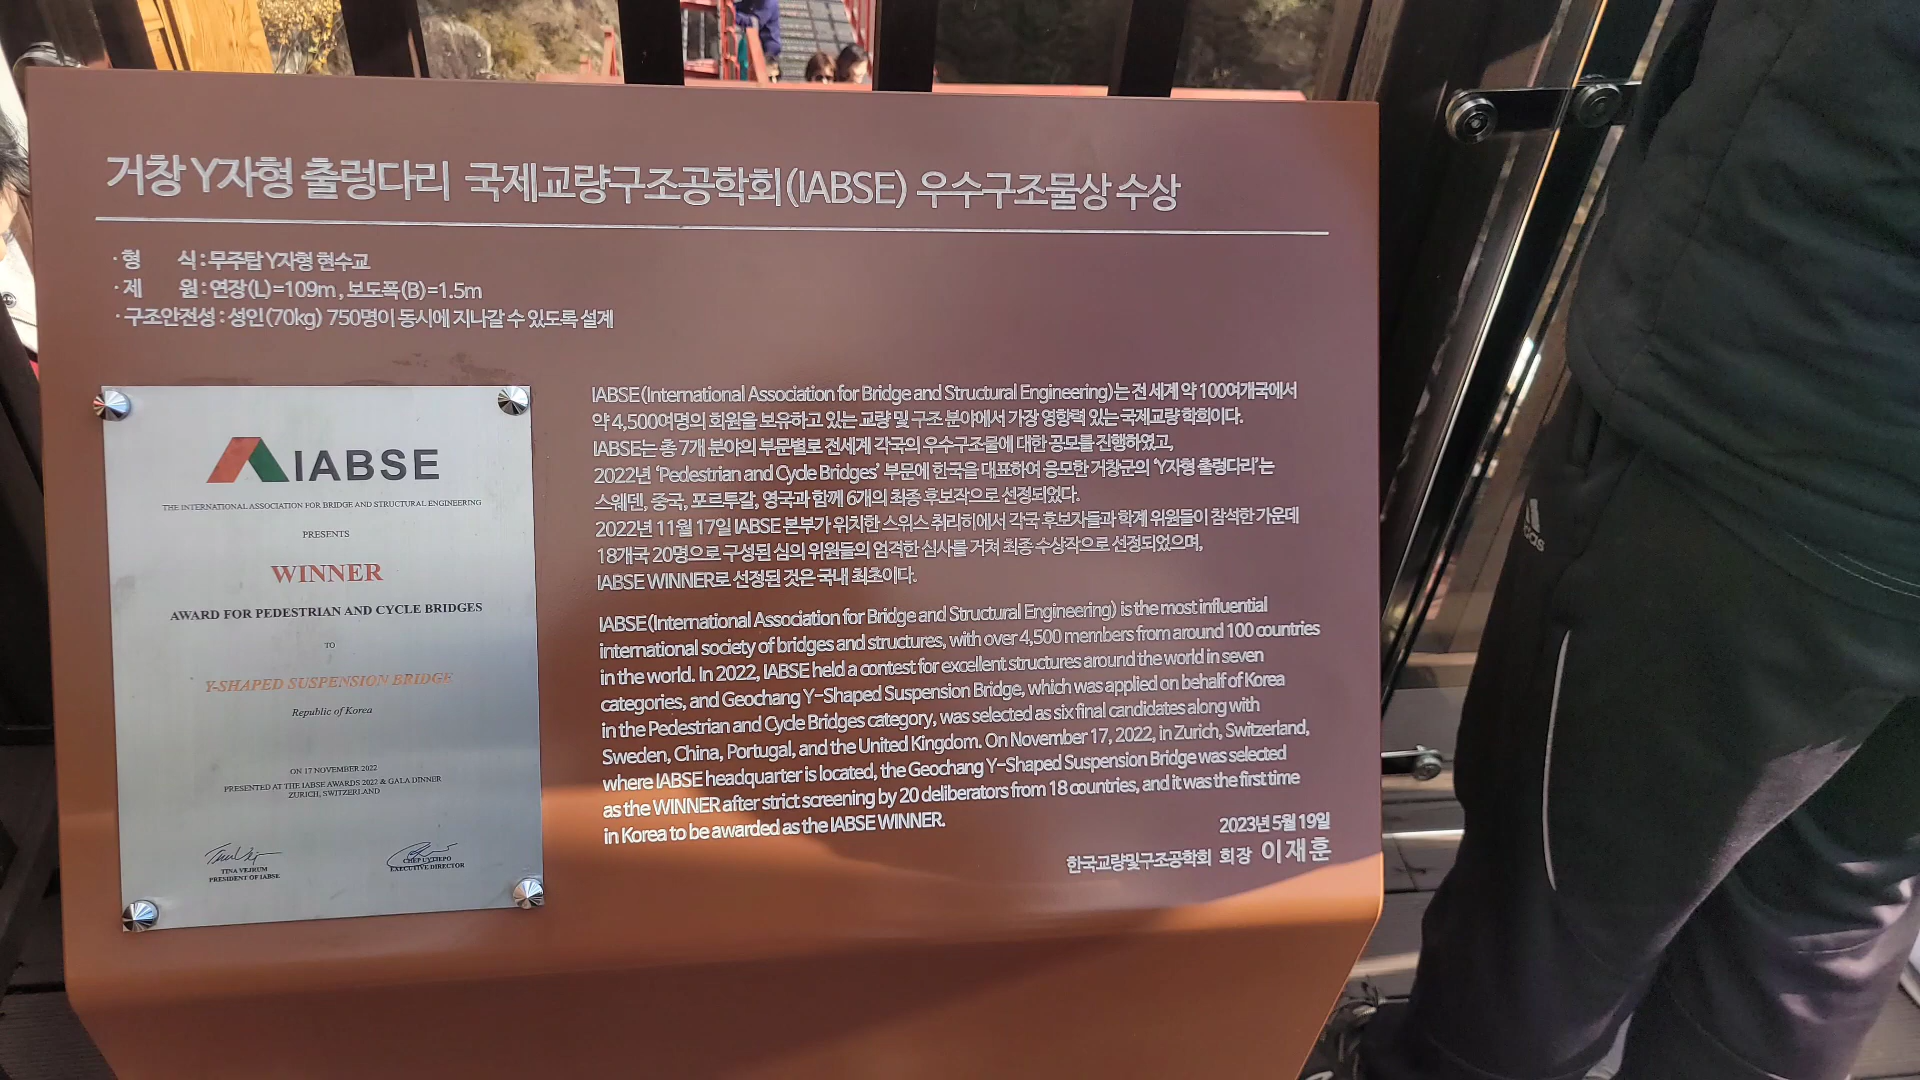 거창 Y자형 출렁다리 국제교량구조공학회(IABSE) 우수구조물상 수상
· 형 식 : 무주탑 Y자형 현수교
· 제 원 : 연장(L)=109m , 보도폭(B)=1.5m
· 구조안전성 : 성인(70kg) 750명이 동시에 지나갈 수 있도록 설계
IABSE
THE INTERNATIONAL ASSOCIATION FOR BRIDGE AND STRUCTURAL ENGINEERING
PRESENTS
WINNER
AWARD FOR PEDESTRIAN AND CYCLE BRIDGES
TO
Y-SHAPED SUSPENSION BRIDGE
Republic of Korea
ON 17 NOVEMBER 2022
PRESENTED AT THE IABSE AWARDS 2022 & GALA DINNER
ZURICH, SWITZERLAND
TINA VEJRUM
PRESIDENT OF IABSE
EXECUTIVE DIRECTOR
IABSE(International Association for Bridge and Structural Engineering)는 전 세계 약 100여개국에서
약 4,500여명의 회원을 보유하고 있는 교량 및 구조 분야에서 가장 영향력 있는 국제교량 학회이다.
IABSE는 총 7개 분야의 부문별로 전세계 각국의 우수구조물에 대한 공모를 진행하였고,
2022년 ‘Pedestrian and Cycle Bridges’ 부문에 한국을 대표하여 응모한 거창군의 ‘Y자형 출렁다리’는
스웨덴, 중국, 포르투갈, 영국과 함께 6개의 최종 후보작으로 선정되었다.
2022년 11월 17일 IABSE 본부가 위치한 스위스 취리히에서 각국 후보자들과 학계 위원들이 참석한 가운데
18개국 20명으로 구성된 심의 위원들의 엄격한 심사를 거쳐 최종 수상작으로 선정되었으며,
IABSE WINNER로 선정된 것은 국내 최초이다.
IABSE(International Association for Bridge and Structural Engineering) is the most influential
international society of bridges and structures, with over 4,500 members from around 100 countries
in the world. In 2022, IABSE held a contest for excellent structures around the world in seven
categories, and Geochang Y-Shaped Suspension Bridge, which was applied on behalf of Korea
in the Pedestrian and Cycle Bridges category, was selected as six final candidates along with
Sweden, China, Portugal, and the United Kingdom. On November 17, 2022, in Zurich, Switzerland,
where IABSE headquarter is located, the Geochang Y-Shaped Suspension Bridge was selected
as the WINNER after strict screening by 20 deliberators from 18 countries, and it was the first time
in Korea to be awarded as the IABSE WINNER.
2023년 5월 19일
한국교량및구조공학회 회장 이재훈